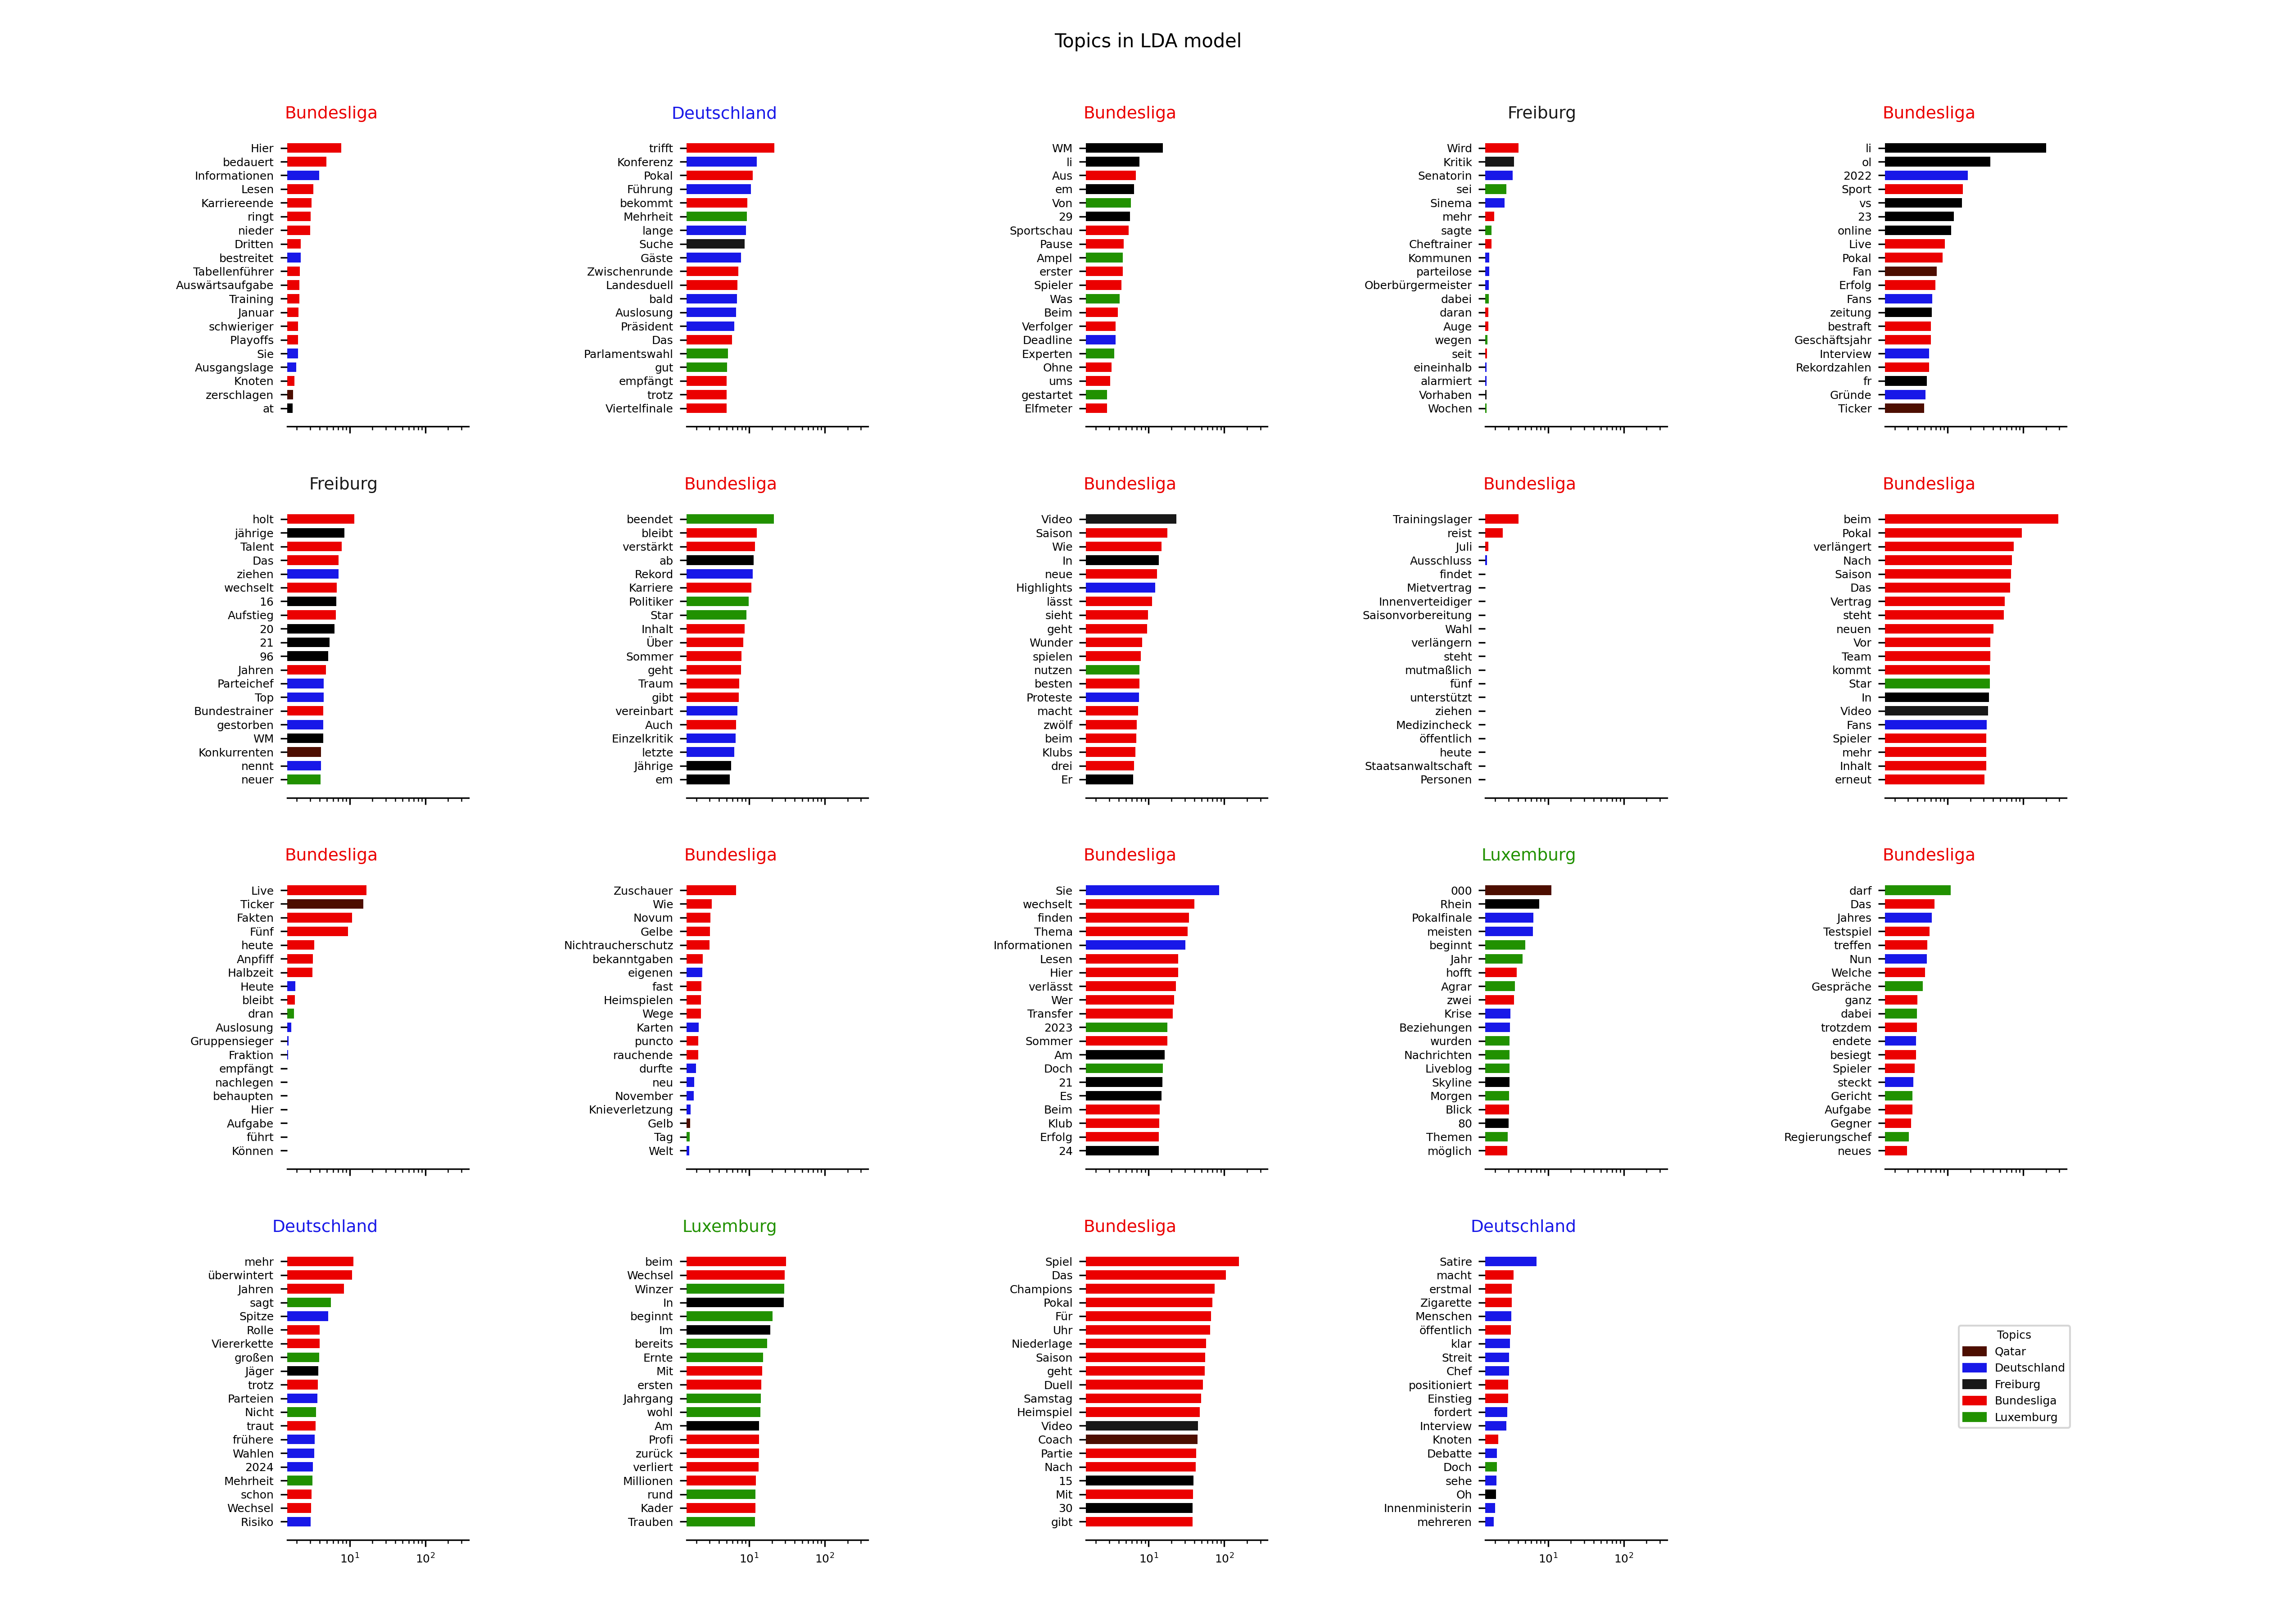 Topics in LDA model
Bundesliga
Hier
bedauert
Informationen
Lesen
Karriereende
ringt
nieder
Dritten
bestreitet
Tabellenführer
Auswärtsaufgabe
Training
Januar
schwieriger
Playoffs
Sie
Ausgangslage
Knoten
zerschlagen
at
Deutschland
trifft
Konferenz
Pokal
Führung
bekommt
Mehrheit
lange
Suche
Gäste
Zwischenrunde
Landesduell
bald
Auslosung
Präsident
Das
Parlamentswahl
gut
empfängt
trotz
Viertelfinale
Bundesliga
WM
li
Aus
em
Von
29
Sportschau
Pause
Ampel
erster
Spieler
Was
Beim
Verfolger
Deadline
Experten
Ohne
ums
gestartet
Elfmeter
Freiburg
Wird
Kritik
Senatorin
sei
Sinema
mehr
sagte
Cheftrainer
Kommunen
parteilose
Oberbürgermeister
dabei
daran
Auge
wegen
seit
eineinhalb
alarmiert
Vorhaben
Wochen
Bundesliga
li
ol
2022
Sport
vs
23
online
Live
Pokal
Fan
Erfolg
Fans
zeitung
bestraft
Geschäftsjahr
Interview
Rekordzahlen
fr
Gründe
Ticker
Freiburg
holt
jährige
Talent
Das
ziehen
wechselt
16
Aufstieg
20
21
96
Jahren
Parteichef
Top
Bundestrainer
gestorben
WM
Konkurrenten
nennt
neuer
Bundesliga
beendet
bleibt
verstärkt
ab
Rekord
Karriere
Politiker
Star
Inhalt
Über
Sommer
geht
Traum
gibt
vereinbart
Auch
Einzelkritik
letzte
Jährige
em
Bundesliga
Video
Saison
Wie
In
neue
Highlights
lässt
sieht
geht
Wunder
spielen
nutzen
besten
Proteste
macht
zwölf
beim
Klubs
drei
Er
Bundesliga
Trainingslager
reist
Juli
Ausschluss
findet
Mietvertrag
Innenverteidiger
Saisonvorbereitung
Wahl
verlängern
steht
mutmaßlich
fünf
unterstützt
ziehen
Medizincheck
öffentlich
heute
Staatsanwaltschaft
Personen
Bundesliga
beim
Pokal
verlängert
Nach
Saison
Das
Vertrag
steht
neuen
Vor
Team
kommt
Star
In
Video
Fans
Spieler
mehr
Inhalt
erneut
Bundesliga
Live
Ticker
Fakten
Fünf
heute
Anpfiff
Halbzeit
Heute
bleibt
dran
Auslosung
Gruppensieger
Fraktion
empfängt
nachlegen
behaupten
Hier
Aufgabe
führt
Können
Bundesliga
Zuschauer
Wie
Novum
Gelbe
Nichtraucherschutz
bekanntgaben
eigenen
fast
Heimspielen
Wege
Karten
puncto
rauchende
durfte
neu
November
Knieverletzung
Gelb
Tag
Welt
Bundesliga
Sie
wechselt
finden
Thema
Informationen
Lesen
Hier
verlässt
Wer
Transfer
2023
Sommer
Am
Doch
21
Es
Beim
Klub
Erfolg
24
Luxemburg
000
Rhein
Pokalfinale
meisten
beginnt
Jahr
hofft
Agrar
zwei
Krise
Beziehungen
wurden
Nachrichten
Liveblog
Skyline
Morgen
Blick
80
Themen
möglich
Bundesliga
darf
Das
Jahres
Testspiel
treffen
Nun
Welche
Gespräche
ganz
dabei
trotzdem
endete
besiegt
Spieler
steckt
Gericht
Aufgabe
Gegner
Regierungschef
neues
Deutschland
mehr
überwintert
Jahren
sagt
Spitze
Rolle
Viererkette
großen
Jäger
trotz
Parteien
Nicht
traut
frühere
Wahlen
2024
Mehrheit
schon
Wechsel
Risiko
10¹ 10²
Luxemburg
beim
Wechsel
Winzer
In
beginnt
Im
bereits
Ernte
Mit
ersten
Jahrgang
wohl
Am
Profi
zurück
verliert
Millionen
rund
Kader
Trauben
10¹ 10²
Bundesliga
Spiel
Das
Champions
Pokal
Für
Uhr
Niederlage
Saison
geht
Duell
Samstag
Heimspiel
Video
Coach
Partie
Nach
15
Mit
30
gibt
10¹ 10²
Deutschland
Satire
macht
erstmal
Zigarette
Menschen
öffentlich
klar
Streit
Chef
positioniert
Einstieg
fordert
Interview
Knoten
Debatte
Doch
sehe
Oh
Innenministerin
mehreren
10¹ 10²
Topics
Qatar
Deutschland
Freiburg
Bundesliga
Luxemburg